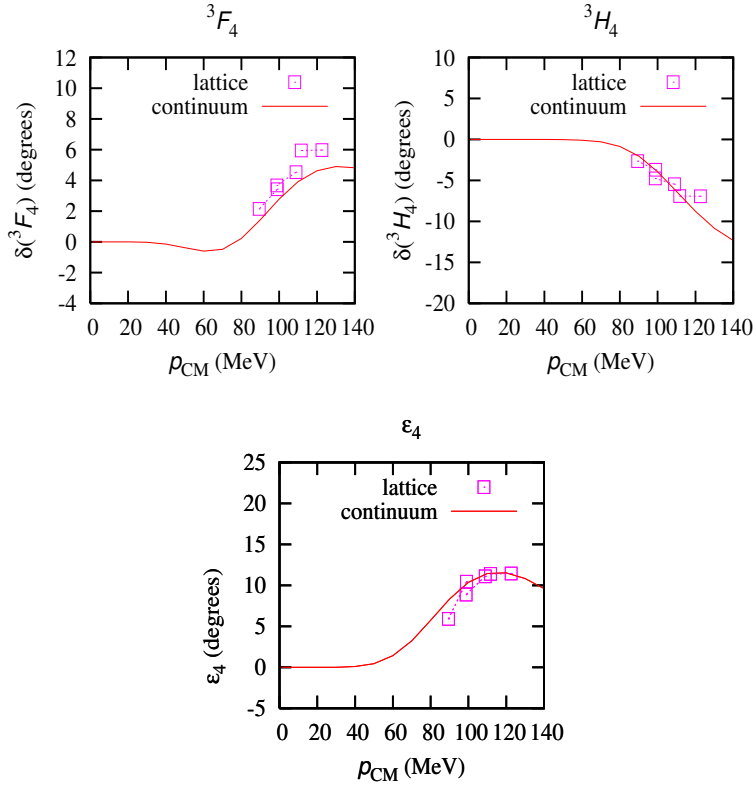 ³F₄
δ(³F₄) (degrees)
12
10
8
6
4
2
0
-2
-4
lattice
continuum
0 20 40 60 80 100 120 140
p_CM (MeV)
³H₄
δ(³H₄) (degrees)
10
5
0
-5
-10
-15
-20
lattice
continuum
0 20 40 60 80 100 120 140
p_CM (MeV)
ε₄
ε₄ (degrees)
25
20
15
10
5
0
-5
lattice
continuum
0 20 40 60 80 100 120 140
p_CM (MeV)